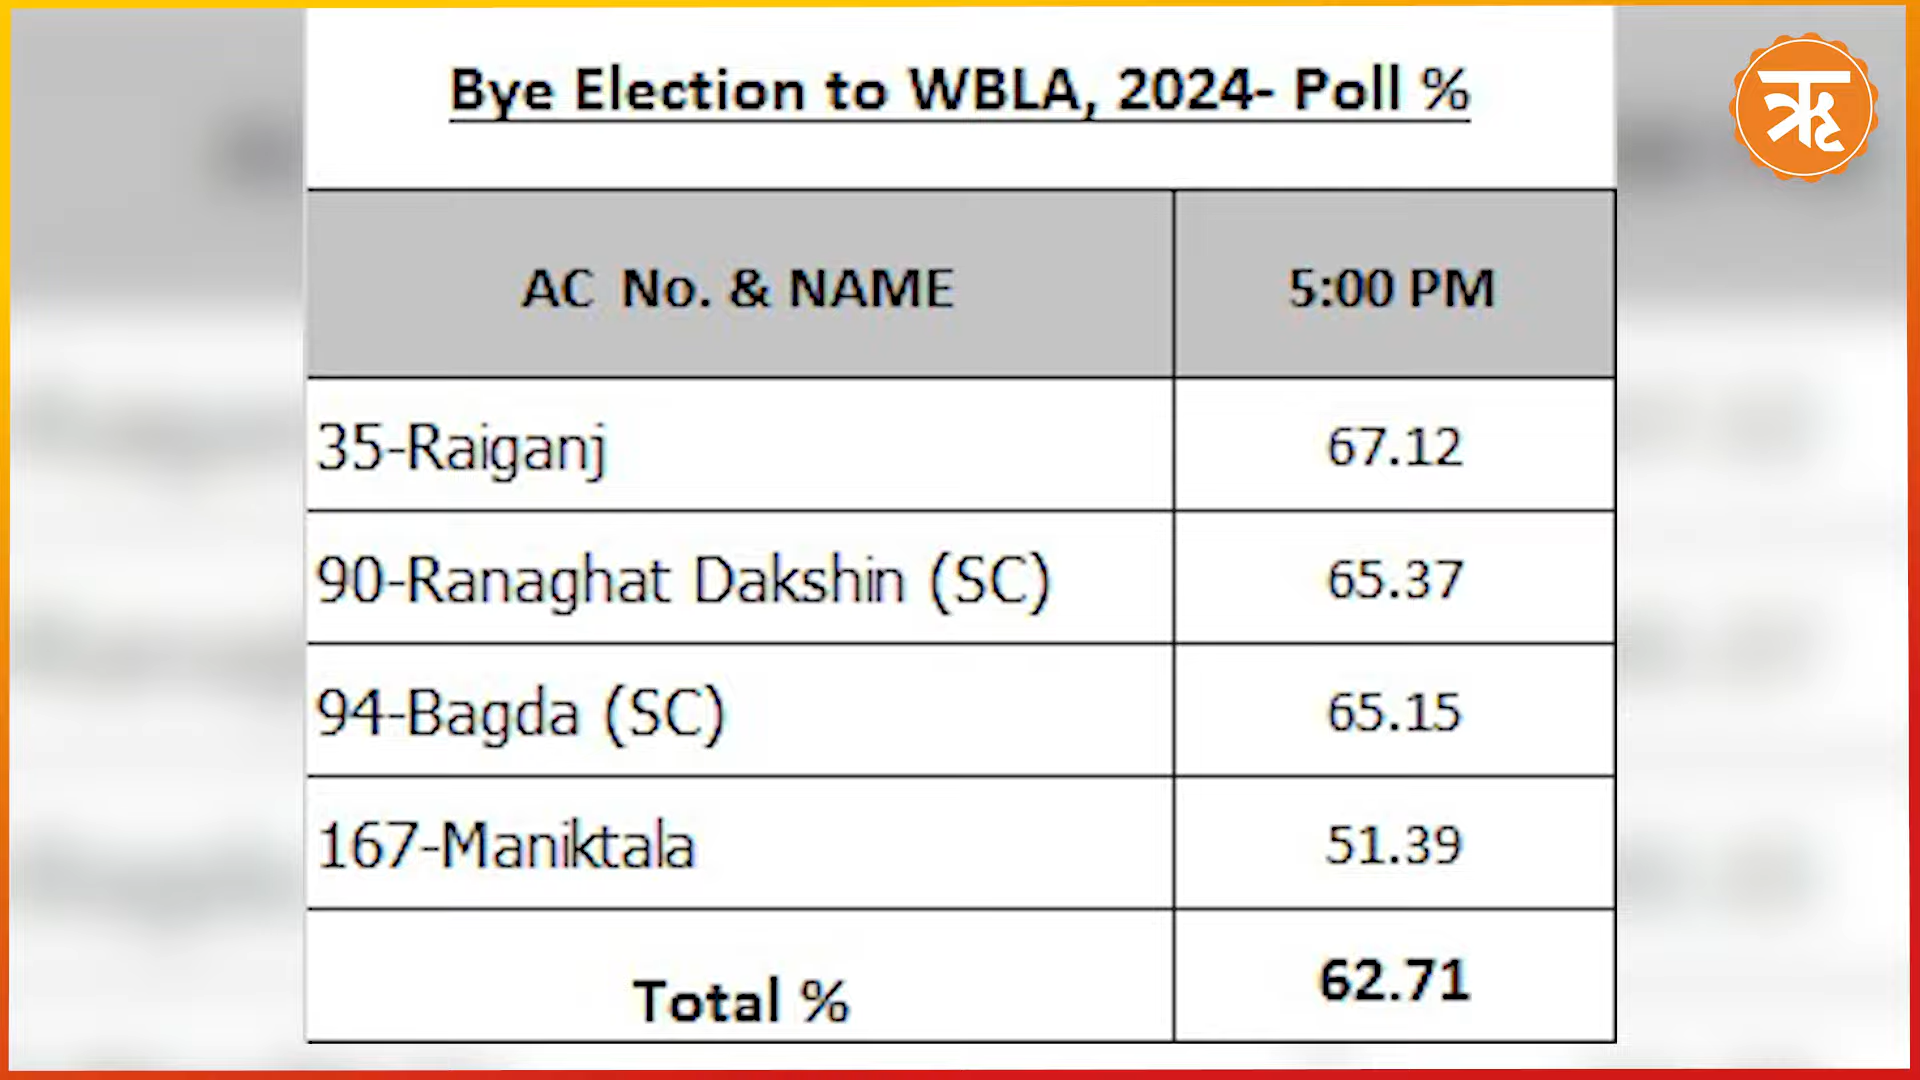 ऋ
Bye Election to WBLA, 2024- Poll %
AC No. & NAME 5:00 PM
35-Raiganj 67.12
90-Ranaghat Dakshin (SC) 65.37
94-Bagda (SC) 65.15
167-Maniktala 51.39
Total % 62.71